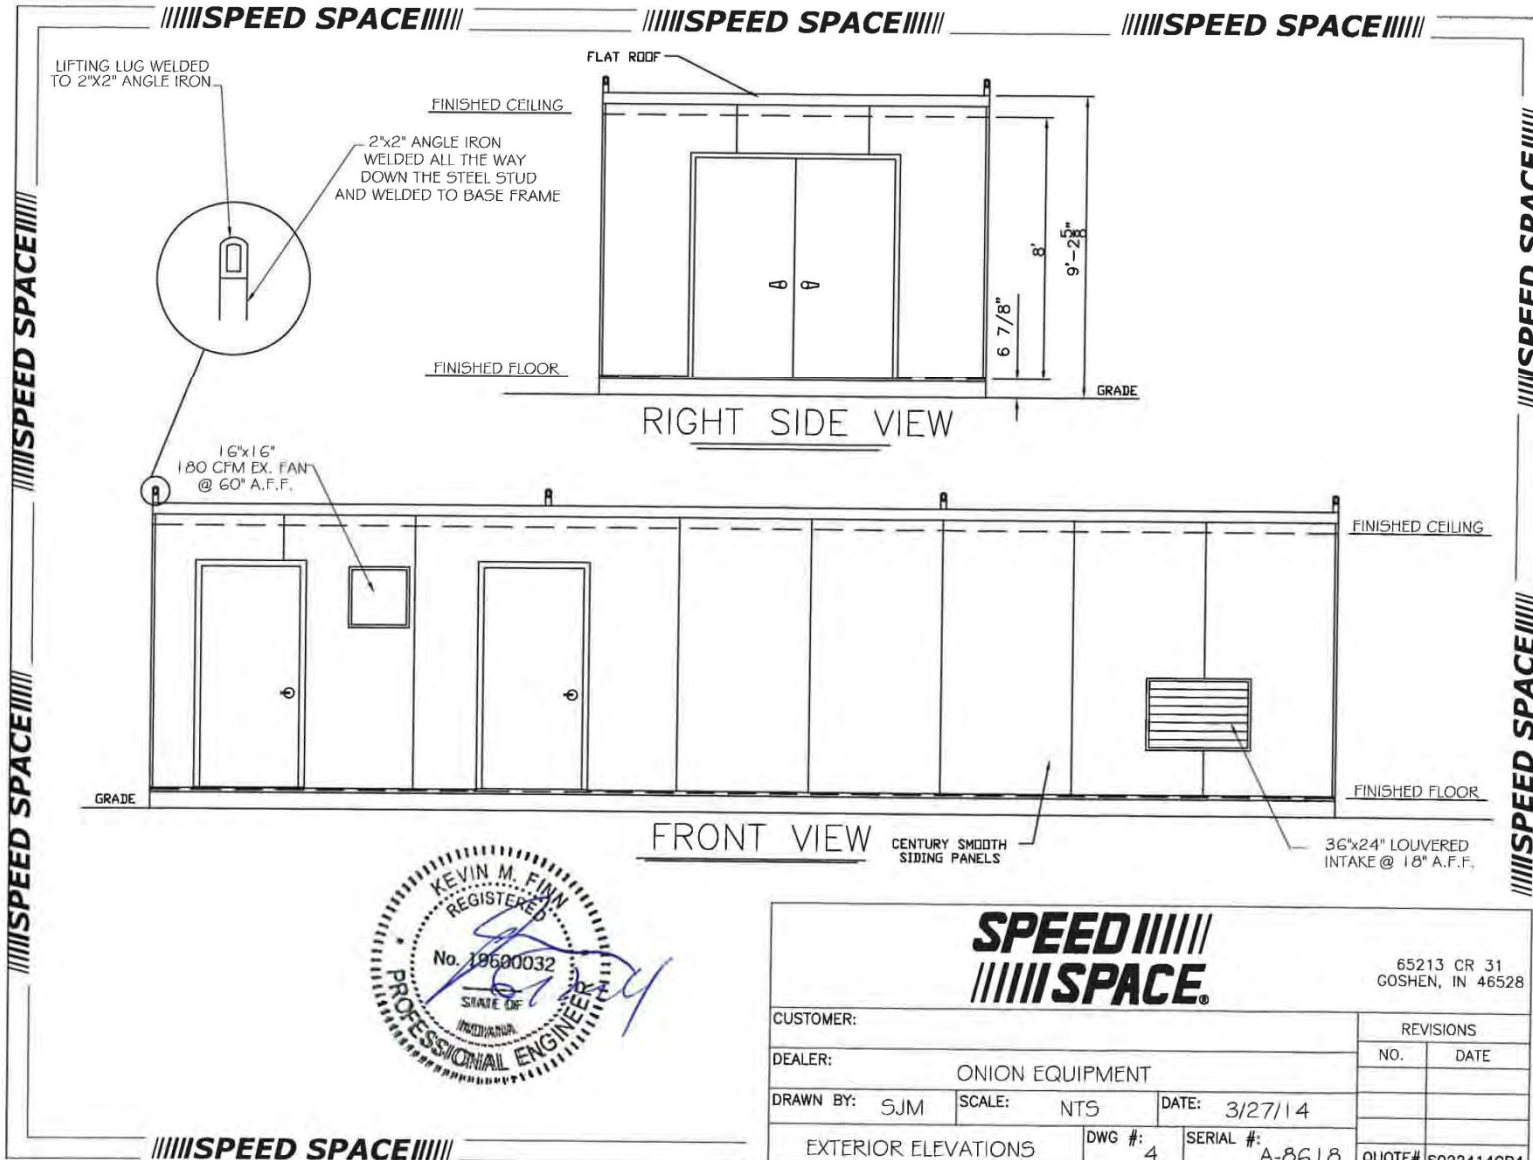 SPEED SPACE
SPEED SPACE
SPEED SPACE
LIFTING LUG WELDED
TO 2"X2" ANGLE IRON
2"x2" ANGLE IRON
WELDED ALL THE WAY
DOWN THE STEEL STUD
AND WELDED TO BASE FRAME
FLAT ROOF
FINISHED CEILING
FINISHED FLOOR
6 7/8"
8'
9'-2 5/8"
GRADE
RIGHT SIDE VIEW
SPEED SPACE
SPEED SPACE
SPEED SPACE
SPEED SPACE
16"x16"
180 CFM EX. FAN
@ 60" A.F.F.
FINISHED CEILING
FINISHED FLOOR
GRADE
FRONT VIEW
CENTURY SMOOTH
SIDING PANELS
36"x24" LOUVERED
INTAKE @ 18" A.F.F.
KEVIN M. FINN
REGISTERED
No. 19600032
STATE OF
INDIANA
PROFESSIONAL ENGINEER
SPEED
SPACE®
65213 CR 31
GOSHEN, IN 46528
CUSTOMER:
REVISIONS
NO. DATE
DEALER: ONION EQUIPMENT
DRAWN BY: SJM SCALE: NTS DATE: 3/27/14
EXTERIOR ELEVATIONS DWG #: 4 SERIAL #: A-8618 QUOTE#
SPEED SPACE